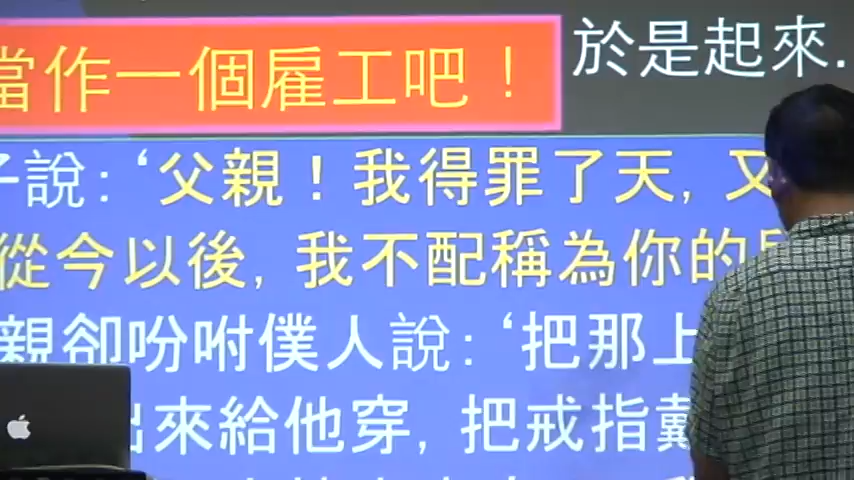 當作一個雇工吧！
於是起來.
子說:‘父親！我得罪了天, 又
從今以後, 我不配稱為你的
親卻吩咐僕人說:‘把那上
出來給他穿, 把戒指戴